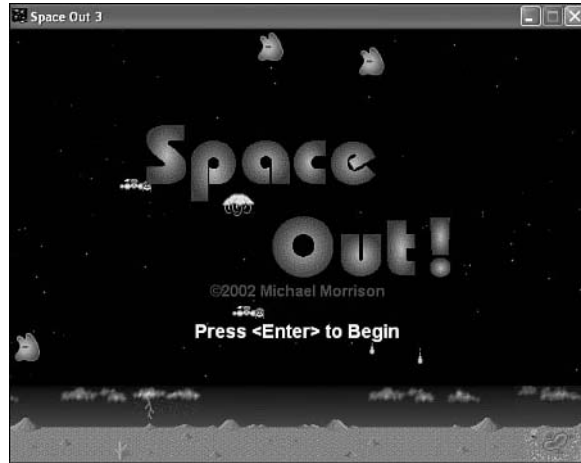 Space Out 3
Space
Out!
©2002 Michael Morrison
Press <Enter> to Begin